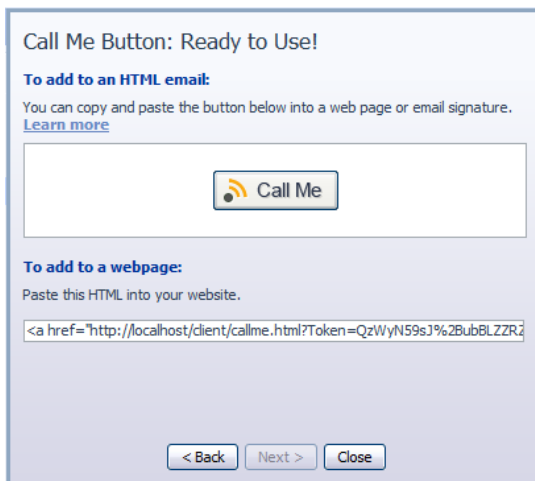 Call Me Button: Ready to Use!
To add to an HTML email:
You can copy and paste the button below into a web page or email signature.
Learn more
Call Me
To add to a webpage:
Paste this HTML into your website.
<a href="http://localhost/client/callme.html?Token=QzWyN59sJ%2BubBLZZRZ
< Back Next > Close